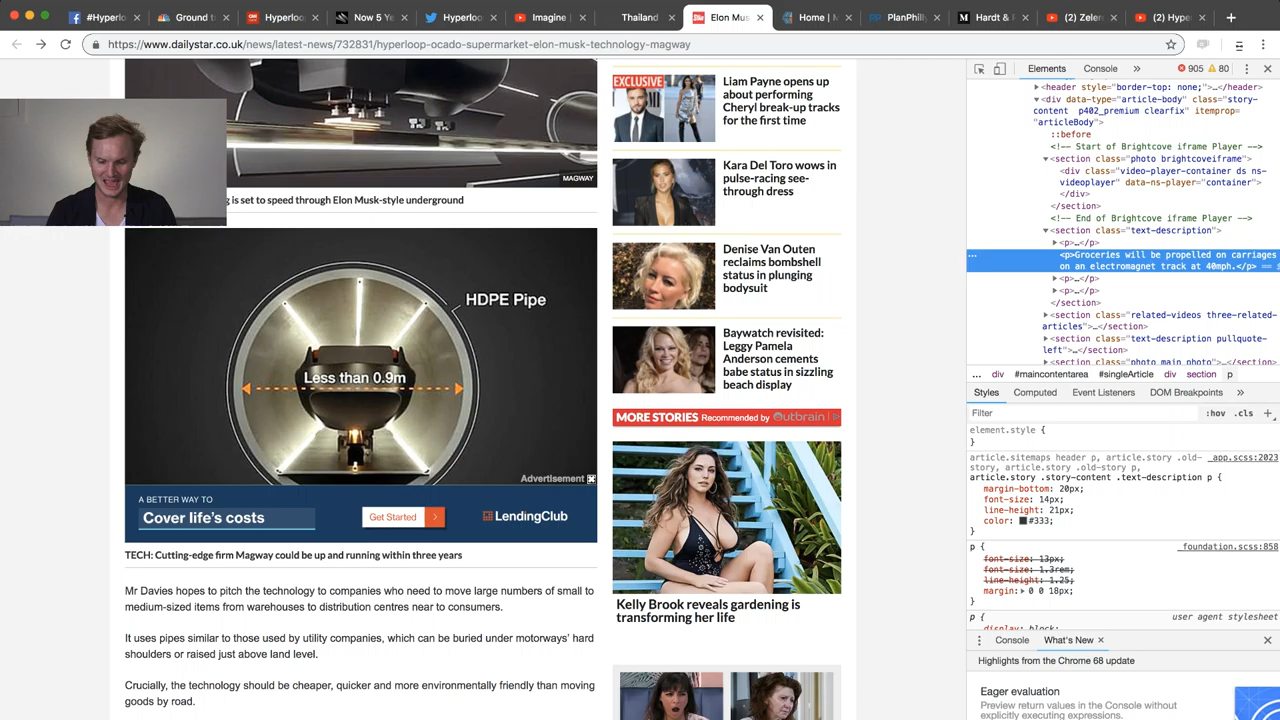 #Hyperlo
Ground t
Hyperloo
Now 5 Ye
Hyperloo
Imagine
Thailand
Elon Mus
Home | M
PlanPhilly
Hardt & R
(2) Zeler
(2) Hype
https://www.dailystar.co.uk/news/latest-news/732831/hyperloop-ocado-supermarket-elon-musk-technology-magway
MAGWAY
g is set to speed through Elon Musk-style underground
HDPE Pipe
Less than 0.9m
Advertisement
A BETTER WAY TO
Cover life's costs
Get Started
LendingClub
TECH: Cutting-edge firm Magway could be up and running within three years
Mr Davies hopes to pitch the technology to companies who need to move large numbers of small to
medium-sized items from warehouses to distribution centres near to consumers.
It uses pipes similar to those used by utility companies, which can be buried under motorways' hard
shoulders or raised just above land level.
Crucially, the technology should be cheaper, quicker and more environmentally friendly than moving
goods by road.
EXCLUSIVE
Liam Payne opens up
about performing
Cheryl break-up tracks
for the first time
Kara Del Toro wows in
pulse-racing see-
through dress
Denise Van Outen
reclaims bombshell
status in plunging
bodysuit
Baywatch revisited:
Leggy Pamela
Anderson cements
babe status in sizzling
beach display
MORE STORIES Recommended by Outbrain
Kelly Brook reveals gardening is
transforming her life
Elements Console » 905 80
<header style="border-top: none;">…</header>
<div data-type="article-body" class="story-
content p402_premium clearfix" itemprop=
"articleBody">
::before
<!-- Start of Brightcove iframe Player -->
<section class="photo brightcoveiframe">
<div class="video-player-container ds ns-
videoplayer" data-ns-player="container">
</div>
</section>
<!-- End of Brightcove iframe Player -->
<section class="text-description">
<p>…</p>
<p>Groceries will be propelled on carriages
on an electromagnet track at 40mph.</p> ==
<p>…</p>
<p>…</p>
</section>
<section class="related-videos three-related-
articles">…</section>
<section class="text-description pullquote-
left">…</section>
<section class="photo main_photo">…</section>
… div #maincontentarea #singleArticle div section p
Styles Computed Event Listeners DOM Breakpoints »
Filter :hov .cls +
element.style {
}
article.sitemaps header p, article.story .old-
story, article.story .old-story p,
article.story .story-content .text-description p {
_app.scss:2023
margin-bottom: 20px;
font-size: 14px;
line-height: 21px;
color: #333;
}
p { _foundation.scss:858
font-size: 13px;
font-size: 1.3rem;
line-height: 1.25;
margin: 0 0 18px;
}
p { user agent stylesheet
display: block;
Console What's New ×
Highlights from the Chrome 68 update
Eager evaluation
Preview return values in the Console without
explicitly executing expressions.